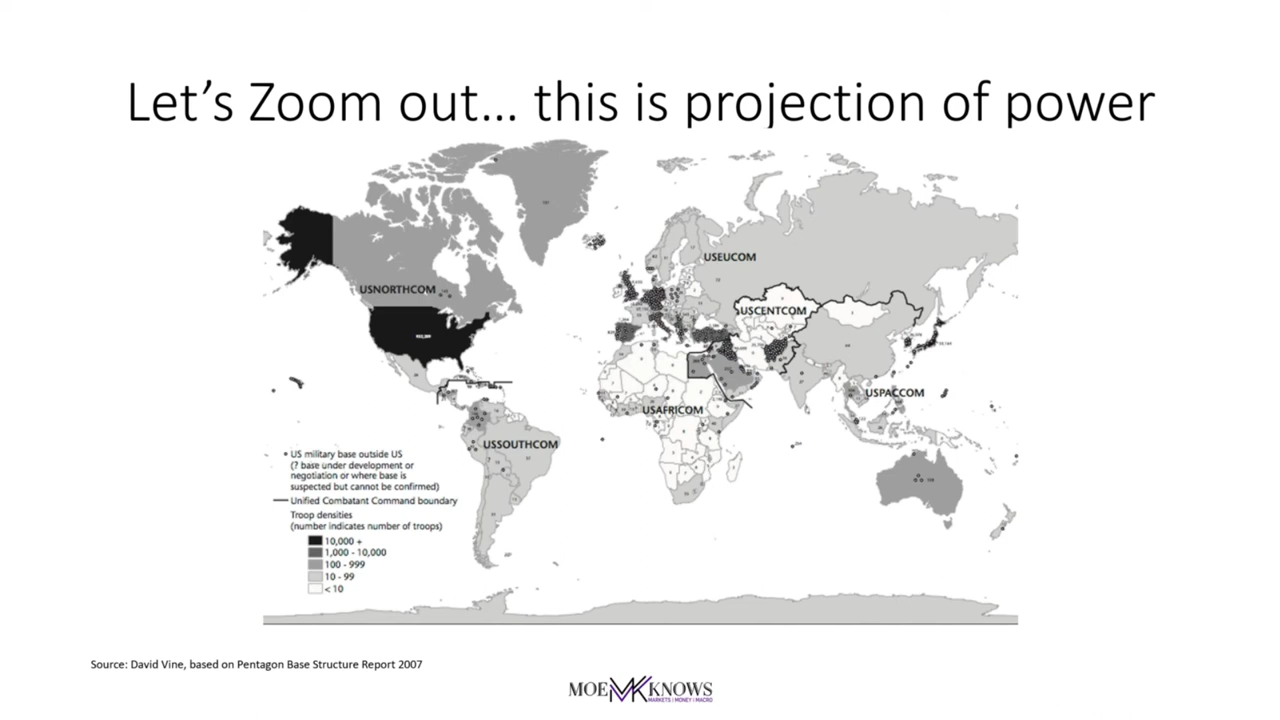 Let’s Zoom out... this is projection of power
USEUCOM
USNORTHCOM
USCENTCOM
USPACCOM
USAFRICOM
USSOUTHCOM
• US military base outside US
(? base under development or
negotiation or where base is
suspected but cannot be confirmed)
Unified Combatant Command boundary
Troop densities
(number indicates number of troops)
10,000 +
1,000 - 10,000
100 - 999
10 - 99
< 10
Source: David Vine, based on Pentagon Base Structure Report 2007
MOE MK KNOWS
MARKETS | MONEY | MACRO